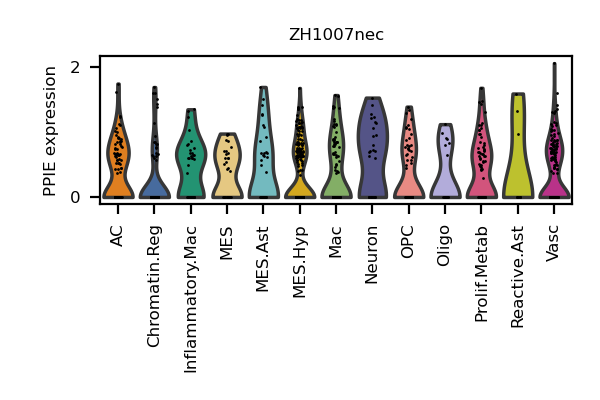 ZH1007nec
PPIE expression
2
0
AC
Chromatin.Reg
Inflammatory.Mac
MES
MES.Ast
MES.Hyp
Mac
Neuron
OPC
Oligo
Prolif.Metab
Reactive.Ast
Vasc